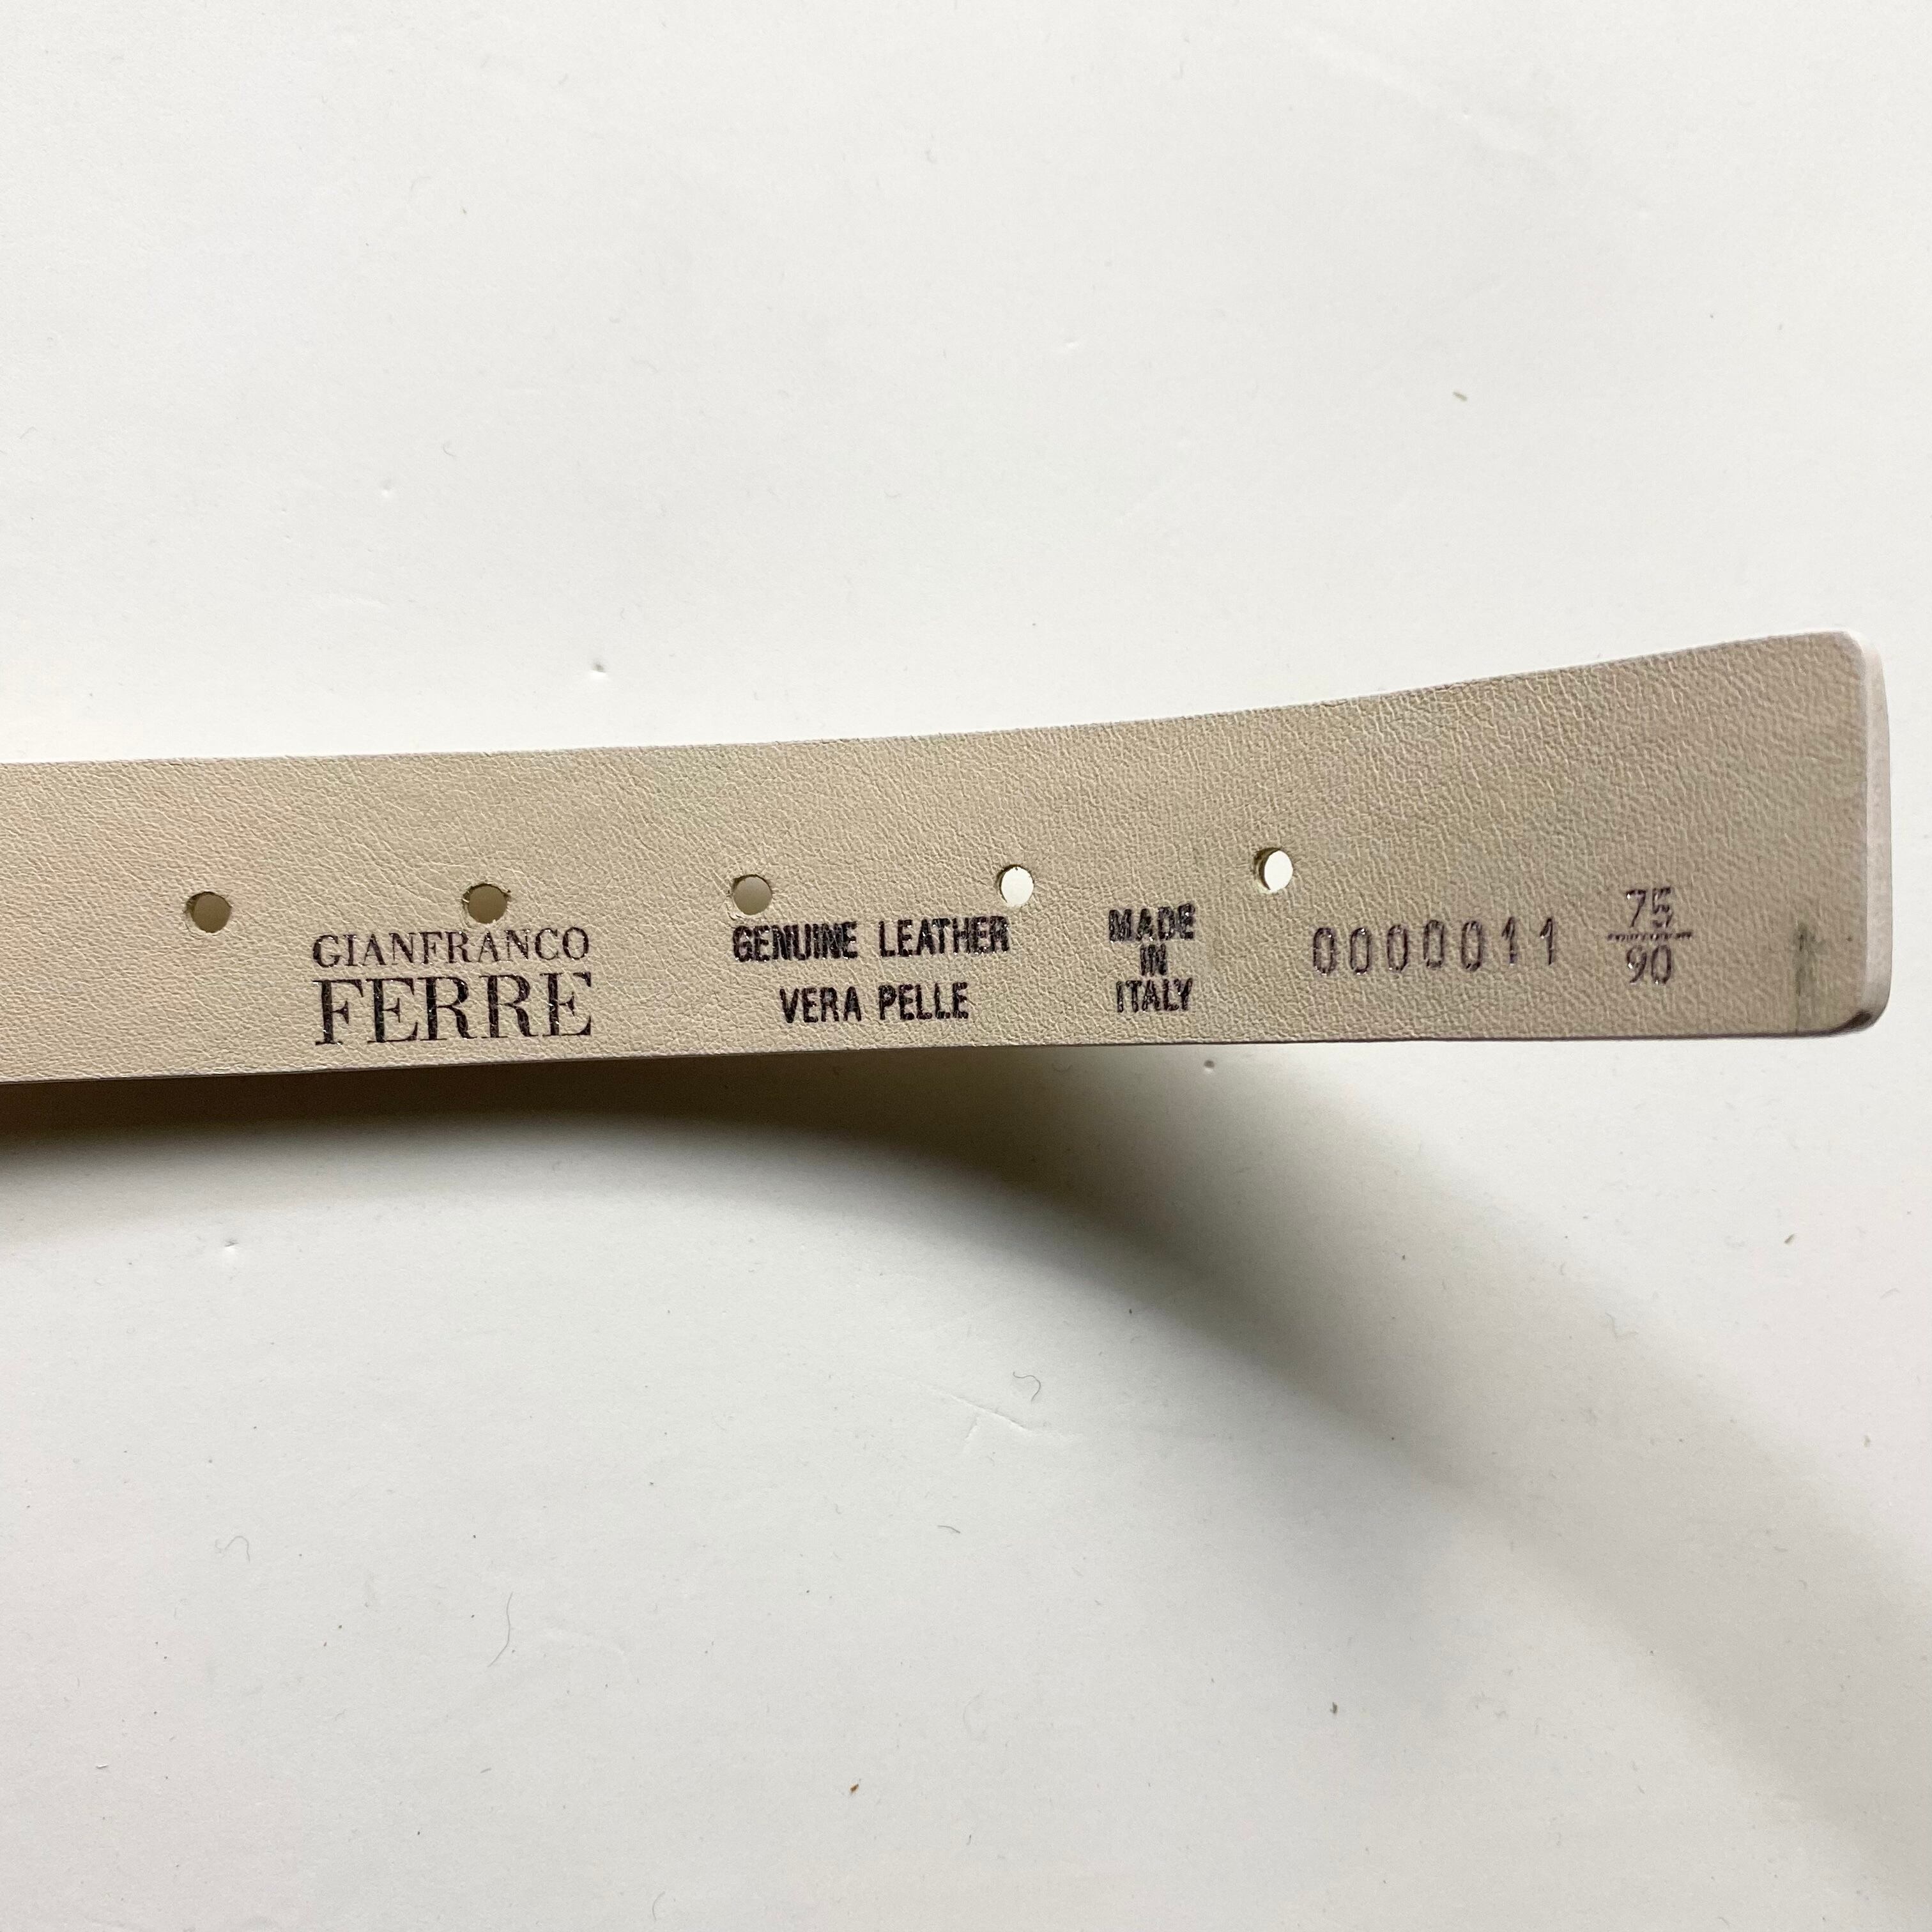 GIANFRANCO
FERRE
GENUINE LEATHER
VERA PELLE
MADE
IN
ITALY
0000011
75
90